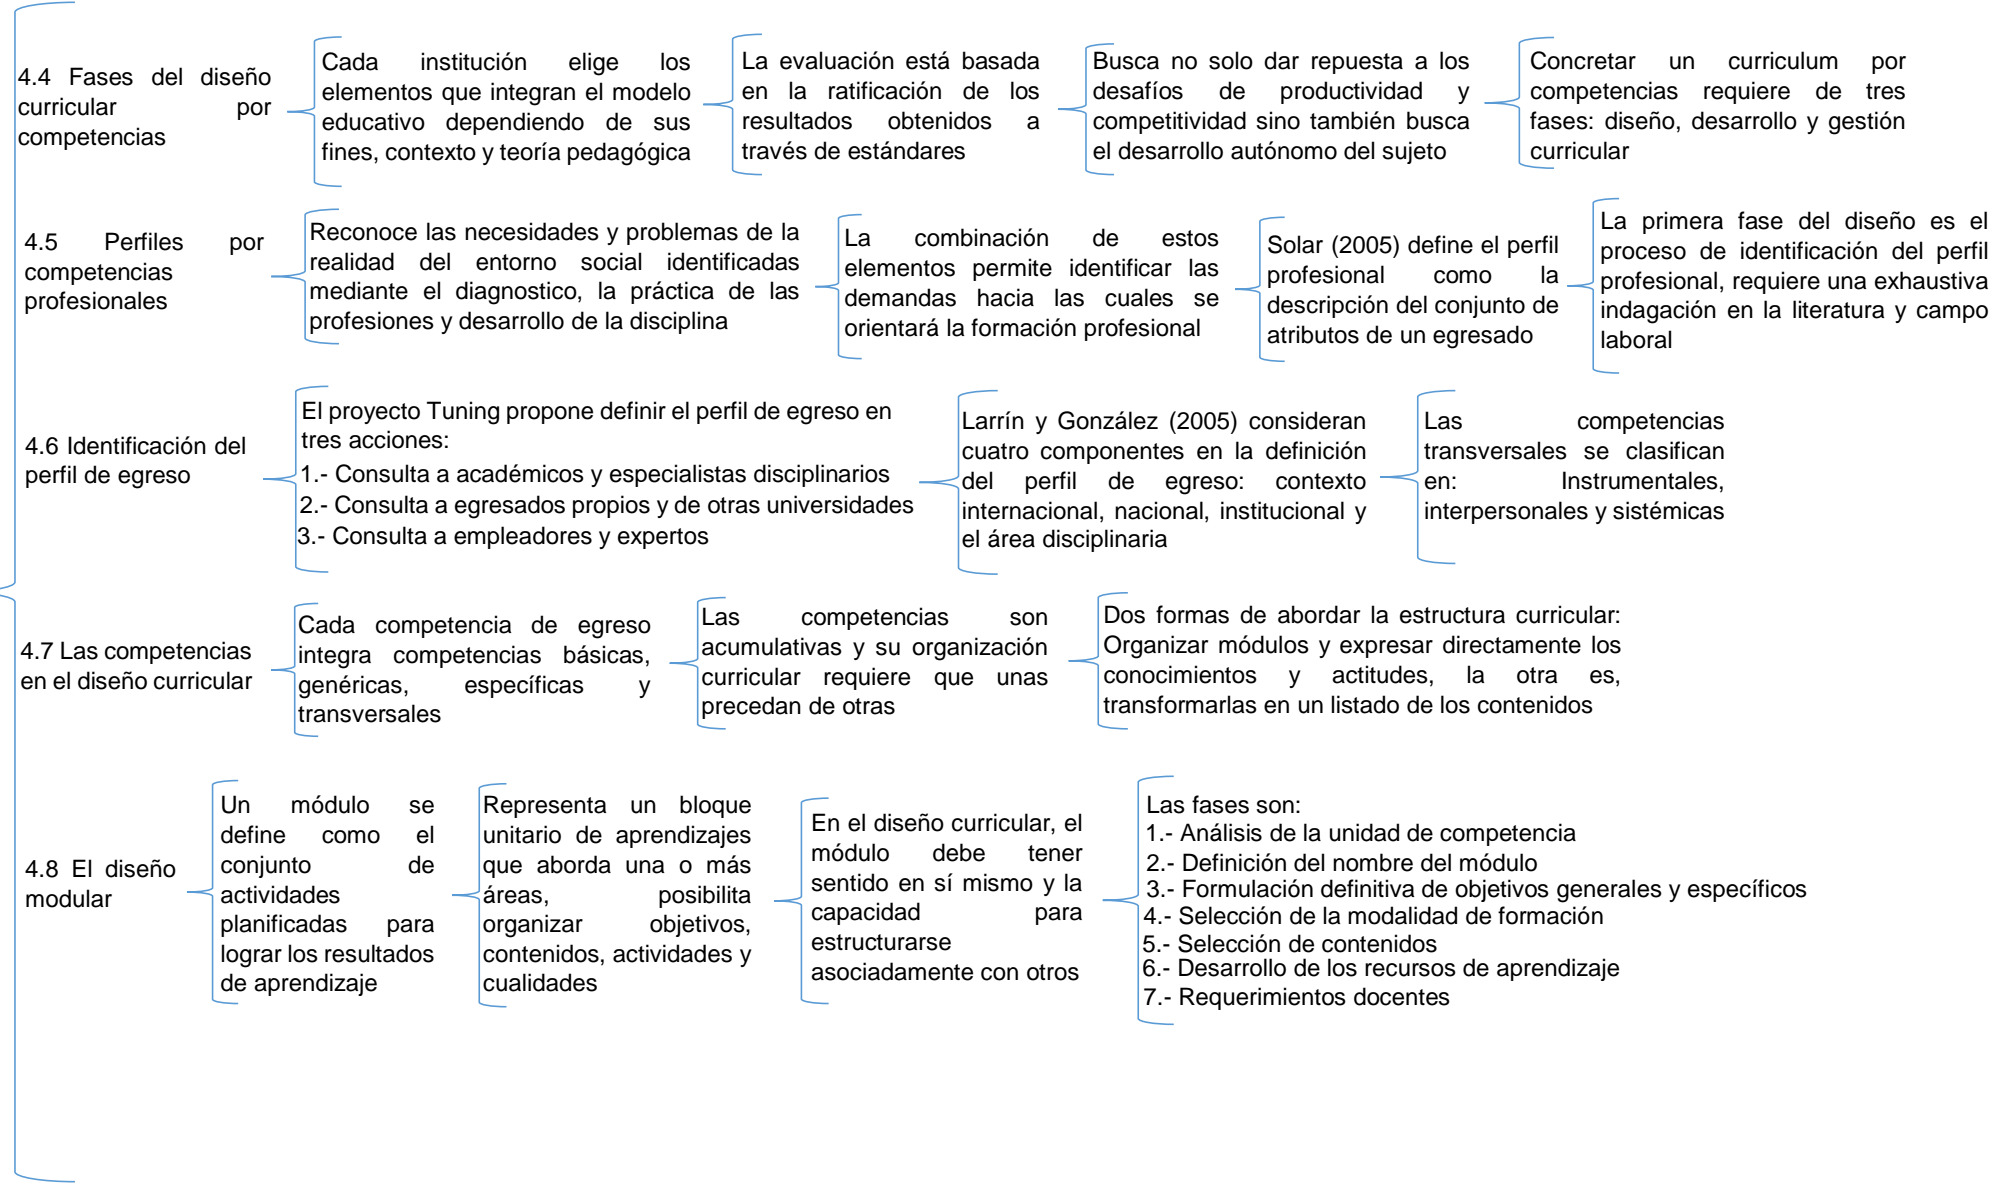 4.4 Fases del diseño
curricular por
competencias
Cada institución elige los
elementos que integran el modelo
educativo dependiendo de sus
fines, contexto y teoría pedagógica
La evaluación está basada
en la ratificación de los
resultados obtenidos a
través de estándares
Busca no solo dar repuesta a los
desafíos de productividad y
competitividad sino también busca
el desarrollo autónomo del sujeto
Concretar un curriculum por
competencias requiere de tres
fases: diseño, desarrollo y gestión
curricular
4.5 Perfiles por
competencias
profesionales
Reconoce las necesidades y problemas de la
realidad del entorno social identificadas
mediante el diagnostico, la práctica de las
profesiones y desarrollo de la disciplina
La combinación de estos
elementos permite identificar las
demandas hacia las cuales se
orientará la formación profesional
Solar (2005) define el perfil
profesional como la
descripción del conjunto de
atributos de un egresado
La primera fase del diseño es el
proceso de identificación del perfil
profesional, requiere una exhaustiva
indagación en la literatura y campo
laboral
4.6 Identificación del
perfil de egreso
El proyecto Tuning propone definir el perfil de egreso en
tres acciones:
1.- Consulta a académicos y especialistas disciplinarios
2.- Consulta a egresados propios y de otras universidades
3.- Consulta a empleadores y expertos
Larrín y González (2005) consideran
cuatro componentes en la definición
del perfil de egreso: contexto
internacional, nacional, institucional y
el área disciplinaria
Las competencias
transversales se clasifican
en: Instrumentales,
interpersonales y sistémicas
4.7 Las competencias
en el diseño curricular
Cada competencia de egreso
integra competencias básicas,
genéricas, específicas y
transversales
Las competencias son
acumulativas y su organización
curricular requiere que unas
precedan de otras
Dos formas de abordar la estructura curricular:
Organizar módulos y expresar directamente los
conocimientos y actitudes, la otra es,
transformarlas en un listado de los contenidos
4.8 El diseño
modular
Un módulo se
define como el
conjunto de
actividades
planificadas para
lograr los resultados
de aprendizaje
Representa un bloque
unitario de aprendizajes
que aborda una o más
áreas, posibilita
organizar objetivos,
contenidos, actividades y
cualidades
En el diseño curricular, el
módulo debe tener
sentido en sí mismo y la
capacidad para
estructurarse
asociadamente con otros
Las fases son:
1.- Análisis de la unidad de competencia
2.- Definición del nombre del módulo
3.- Formulación definitiva de objetivos generales y específicos
4.- Selección de la modalidad de formación
5.- Selección de contenidos
6.- Desarrollo de los recursos de aprendizaje
7.- Requerimientos docentes